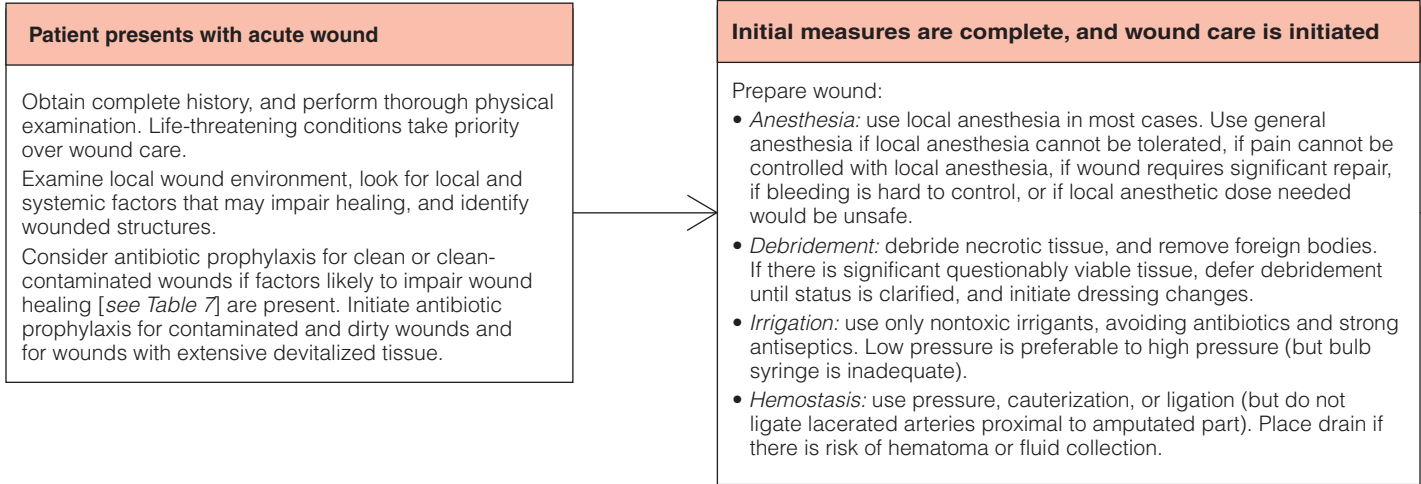 Patient presents with acute wound
Obtain complete history, and perform thorough physical
examination. Life-threatening conditions take priority
over wound care.
Examine local wound environment, look for local and
systemic factors that may impair healing, and identify
wounded structures.
Consider antibiotic prophylaxis for clean or clean-
contaminated wounds if factors likely to impair wound
healing [see Table 7] are present. Initiate antibiotic
prophylaxis for contaminated and dirty wounds and
for wounds with extensive devitalized tissue.
Initial measures are complete, and wound care is initiated
Prepare wound:
• Anesthesia: use local anesthesia in most cases. Use general
anesthesia if local anesthesia cannot be tolerated, if pain cannot be
controlled with local anesthesia, if wound requires significant repair,
if bleeding is hard to control, or if local anesthetic dose needed
would be unsafe.
• Debridement: debride necrotic tissue, and remove foreign bodies.
If there is significant questionably viable tissue, defer debridement
until status is clarified, and initiate dressing changes.
• Irrigation: use only nontoxic irrigants, avoiding antibiotics and strong
antiseptics. Low pressure is preferable to high pressure (but bulb
syringe is inadequate).
• Hemostasis: use pressure, cauterization, or ligation (but do not
ligate lacerated arteries proximal to amputated part). Place drain if
there is risk of hematoma or fluid collection.